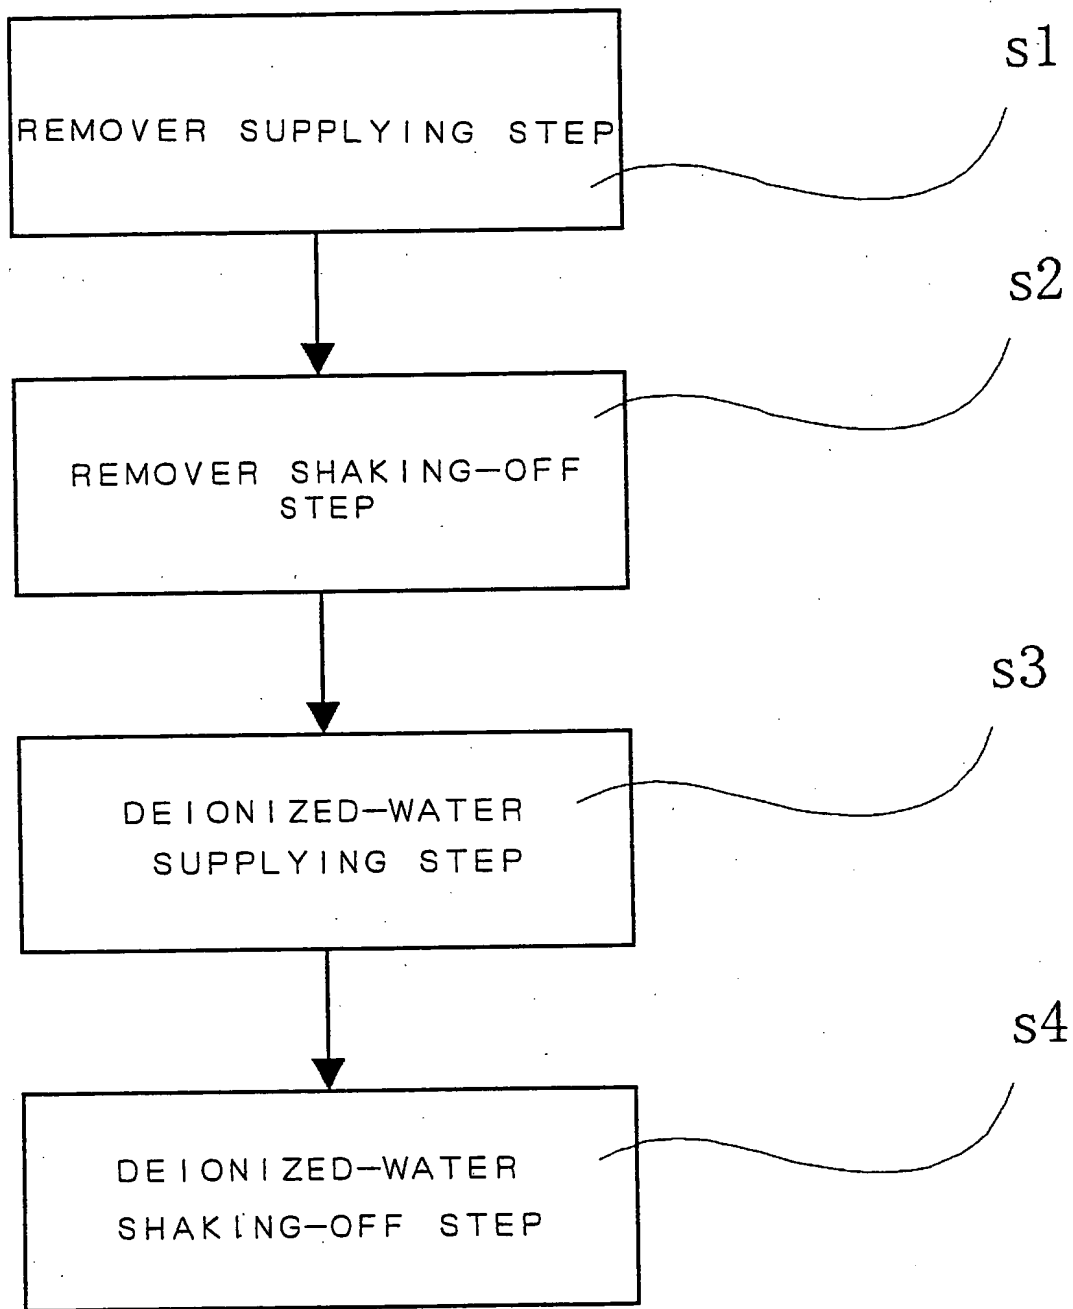 s1
REMOVER SUPPLYING STEP
s2
REMOVER SHAKING-OFF
STEP
s3
DEIONIZED-WATER
SUPPLYING STEP
s4
DEIONIZED-WATER
SHAKING-OFF STEP